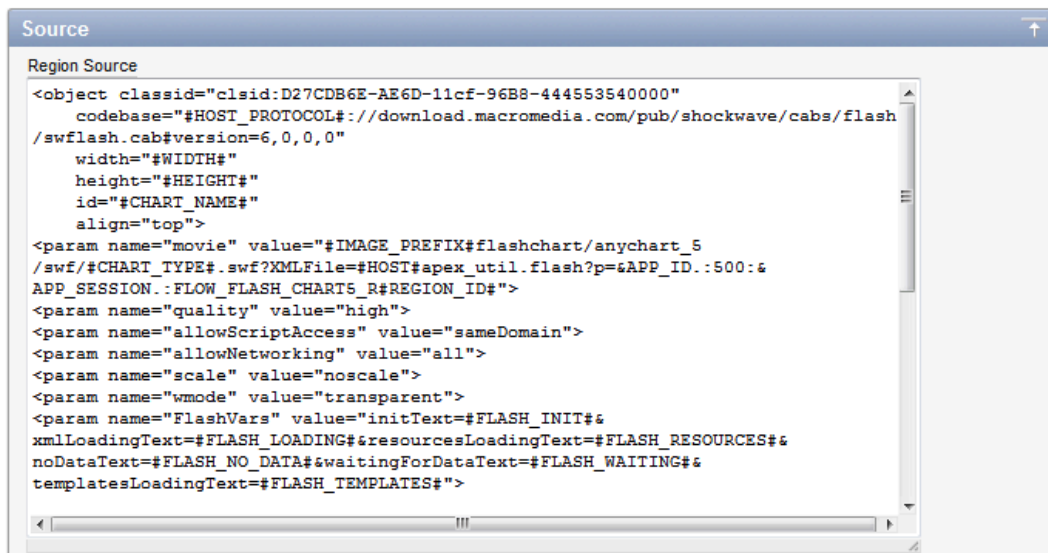 Source
Region Source
<object classid="clsid:D27CDB6E-AE6D-11cf-96B8-444553540000"
    codebase="#HOST_PROTOCOL#://download.macromedia.com/pub/shockwave/cabs/flash
/swflash.cab#version=6,0,0,0"
    width="#WIDTH#"
    height="#HEIGHT#"
    id="#CHART_NAME#"
    align="top">
<param name="movie" value="#IMAGE_PREFIX#flashchart/anychart_5
/swf/#CHART_TYPE#.swf?XMLFile=#HOST#apex_util.flash?p=&APP_ID.:500:&
APP_SESSION.:FLOW_FLASH_CHART5_R#REGION_ID#">
<param name="quality" value="high">
<param name="allowScriptAccess" value="sameDomain">
<param name="allowNetworking" value="all">
<param name="scale" value="noscale">
<param name="wmode" value="transparent">
<param name="FlashVars" value="initText=#FLASH_INIT#&
xmlLoadingText=#FLASH_LOADING#&resourcesLoadingText=#FLASH_RESOURCES#&
noDataText=#FLASH_NO_DATA#&waitingForDataText=#FLASH_WAITING#&
templatesLoadingText=#FLASH_TEMPLATES#">